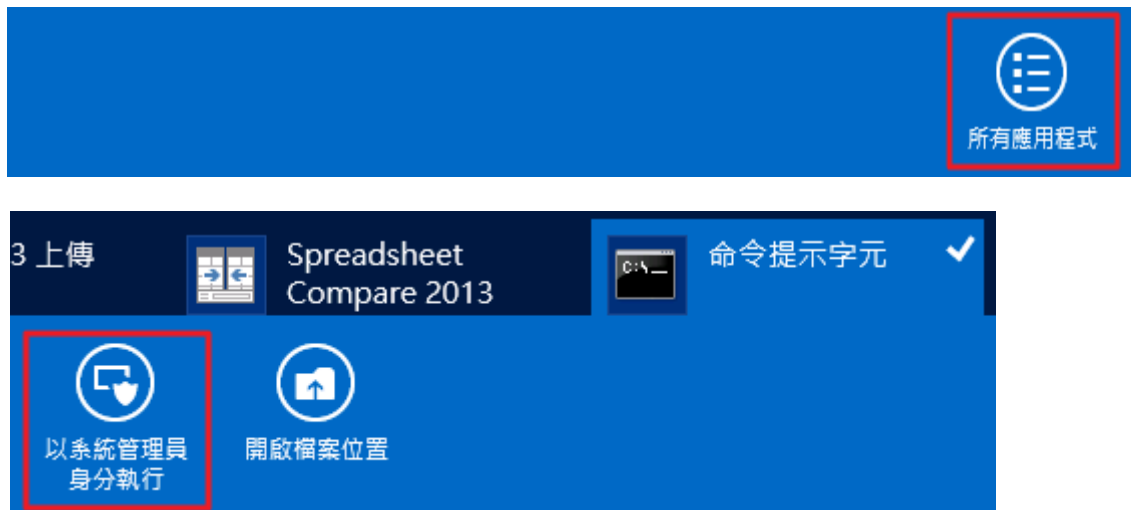 所有應用程式
3 上傳
Spreadsheet
Compare 2013
C:\
命令提示字元
以系統管理員
身分執行
開啟檔案位置